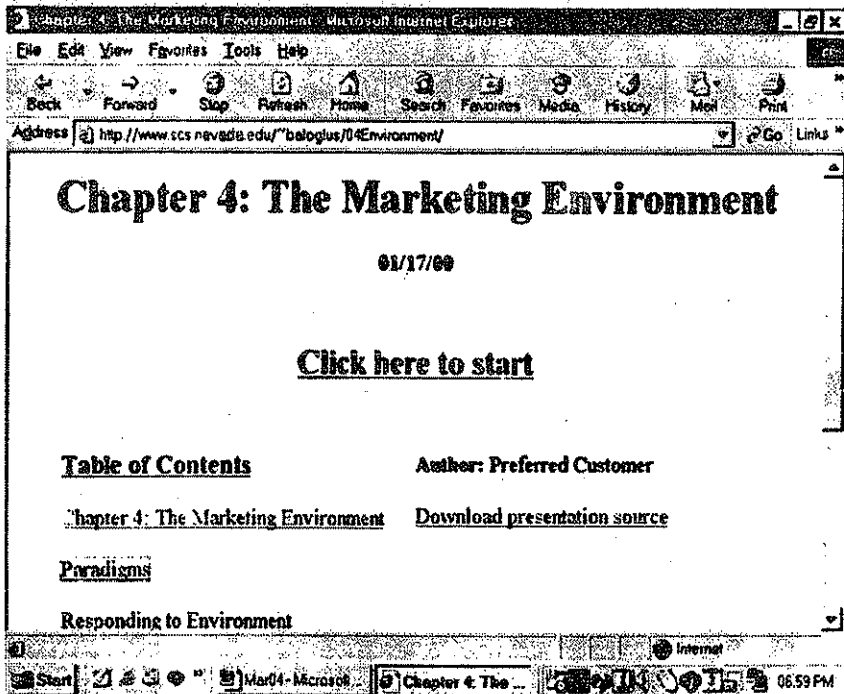 Chapter 4: The Marketing Environment - Microsoft Internet Explorer
File Edit View Favorites Tools Help
Back Forward Stop Refresh Home Search Favorites Media History Mail Print
Address http://www.scs.nevada.edu/~baloglus/04Environment/ Go Links »
Chapter 4: The Marketing Environment
01/17/00
Click here to start
Table of Contents Author: Preferred Customer
Chapter 4: The Marketing Environment Download presentation source
Paradigms
Responding to Environment
Internet
Start Mar04 - Microsoft... Chapter 4: The ... 06:59 PM